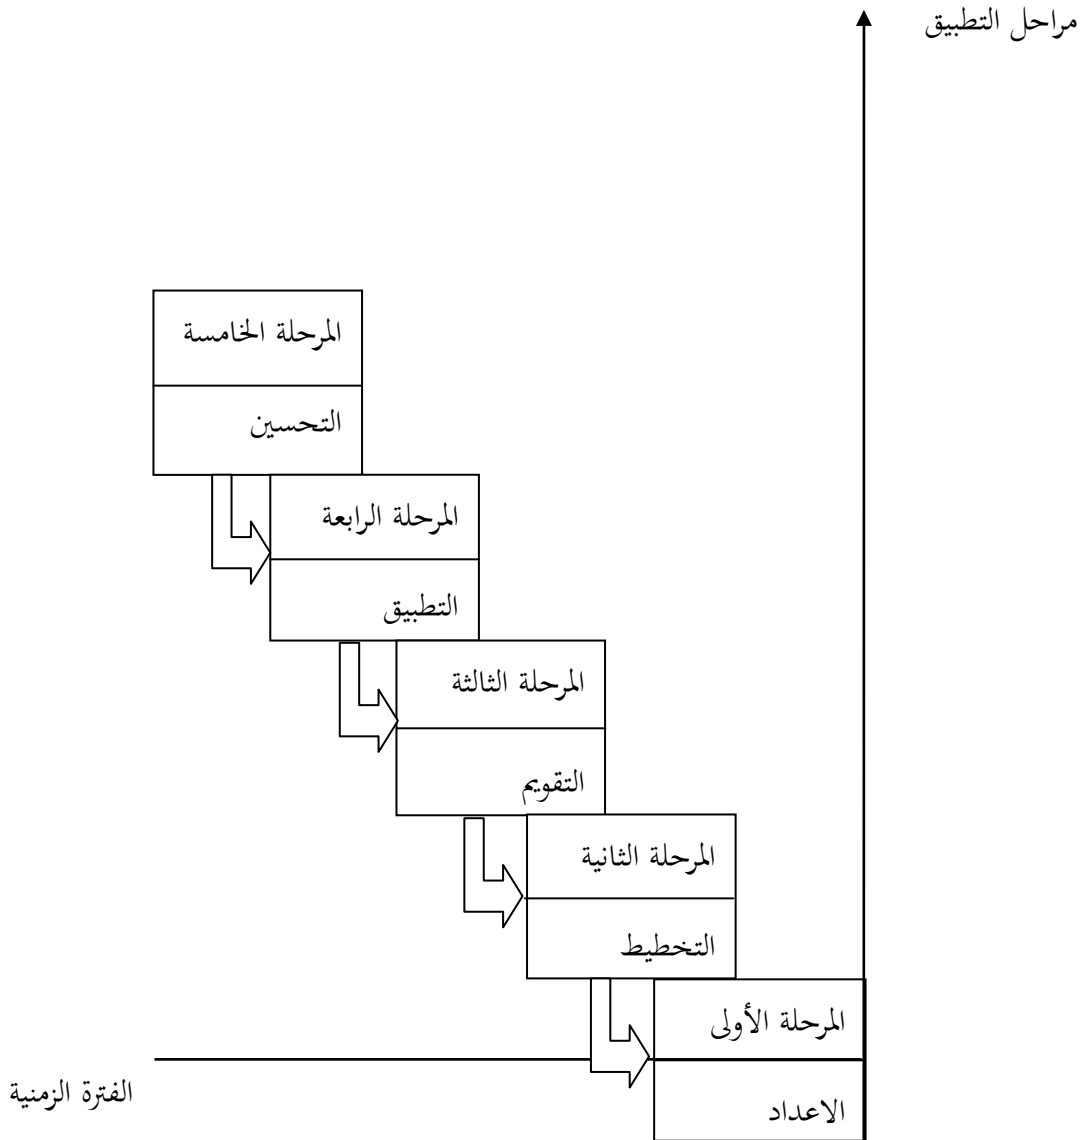 مراحل التطبيق
المرحلة الخامسة
التحسين
المرحلة الرابعة
التطبيق
المرحلة الثالثة
التقويم
المرحلة الثانية
التخطيط
المرحلة الأولى
الاعداد
الفترة الزمنية